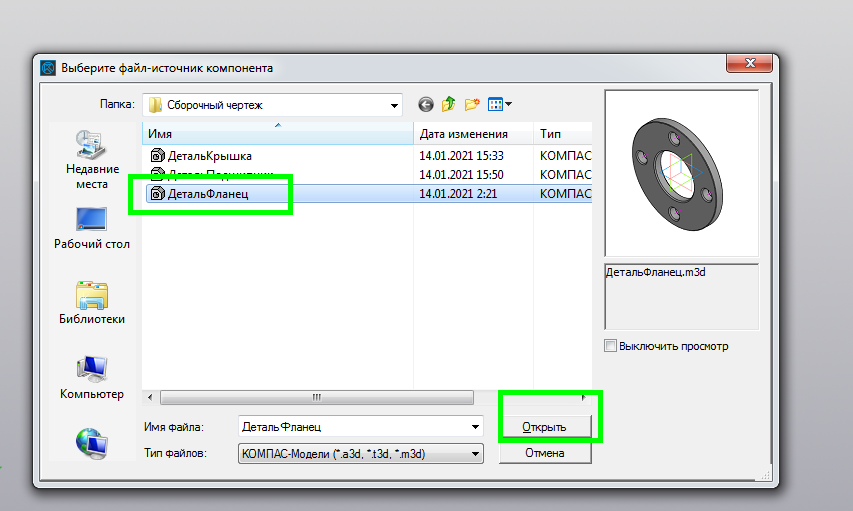 Выберите файл-источник компонента
Папка: Сборочный чертеж
Имя Дата изменения Тип
ДетальКрышка 14.01.2021 15:33 КОМПАС
14.01.2021 15:50 КОМПАС
ДетальФланец 14.01.2021 2:21 КОМПАС
Недавние
места
Рабочий стол
Библиотеки
Компьютер
ДетальФланец.m3d
Выключить просмотр
Имя файла: ДетальФланец Открыть
Тип файлов: КОМПАС-Модели (*.a3d, *.t3d, *.m3d) Отмена